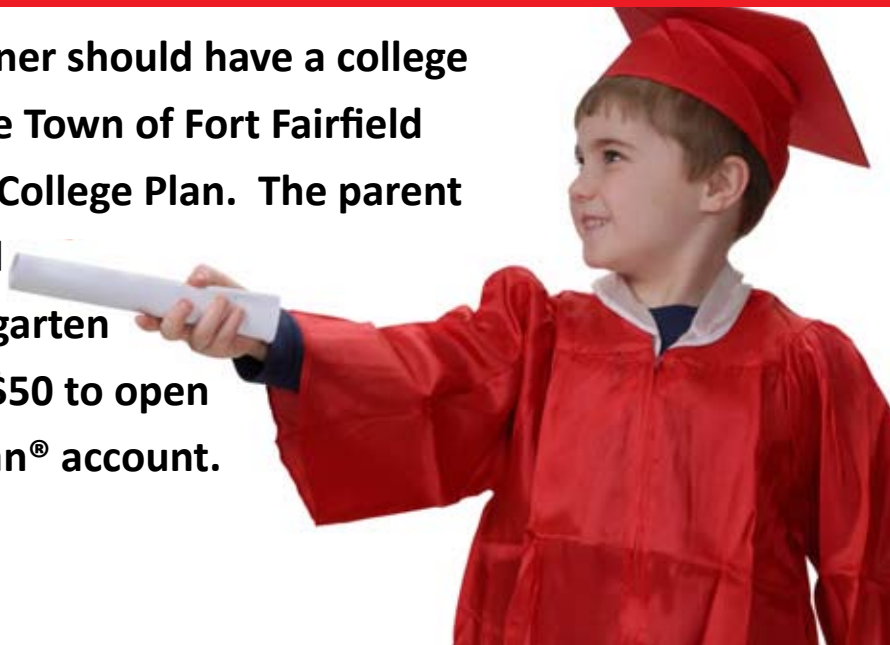 ner should have a college
e Town of Fort Fairfield
College Plan. The parent
garten
$50 to open
n® account.